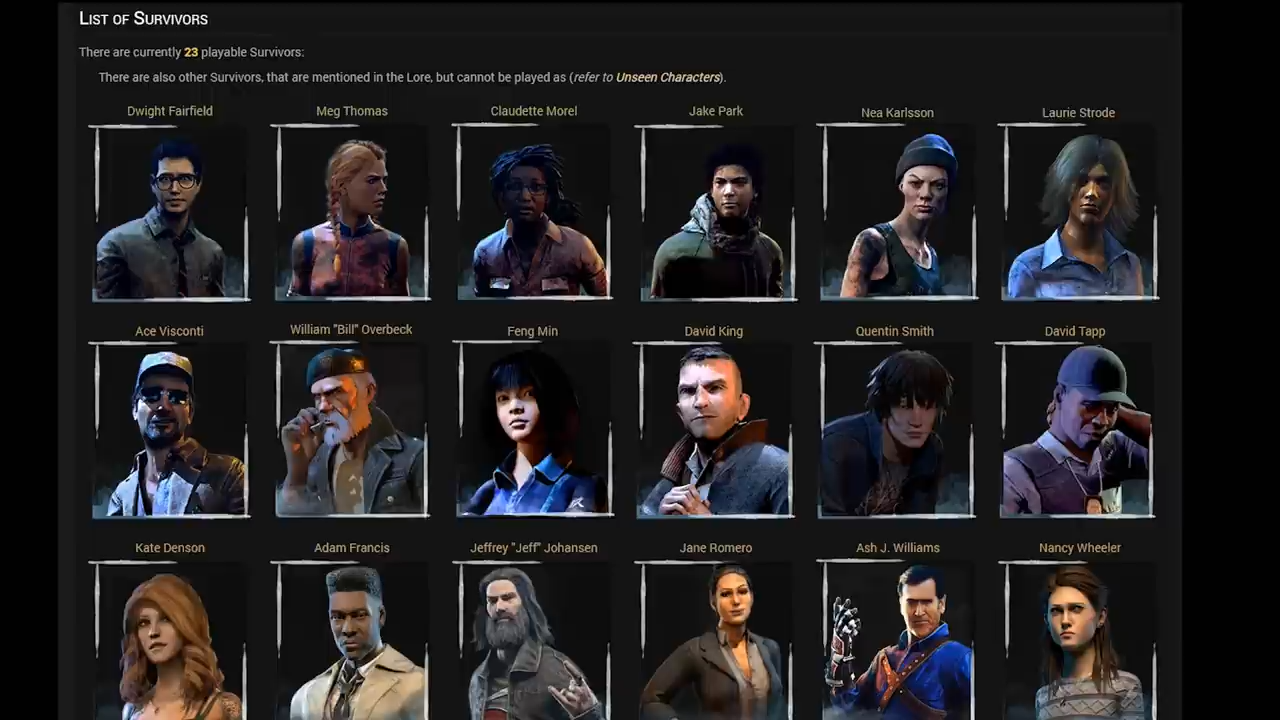 List of Survivors
There are currently 23 playable Survivors:
There are also other Survivors, that are mentioned in the Lore, but cannot be played as (refer to Unseen Characters).
Dwight Fairfield Meg Thomas Claudette Morel Jake Park Nea Karlsson Laurie Strode
Ace Visconti William "Bill" Overbeck Feng Min David King Quentin Smith David Tapp
Kate Denson Adam Francis Jeffrey "Jeff" Johansen Jane Romero Ash J. Williams Nancy Wheeler